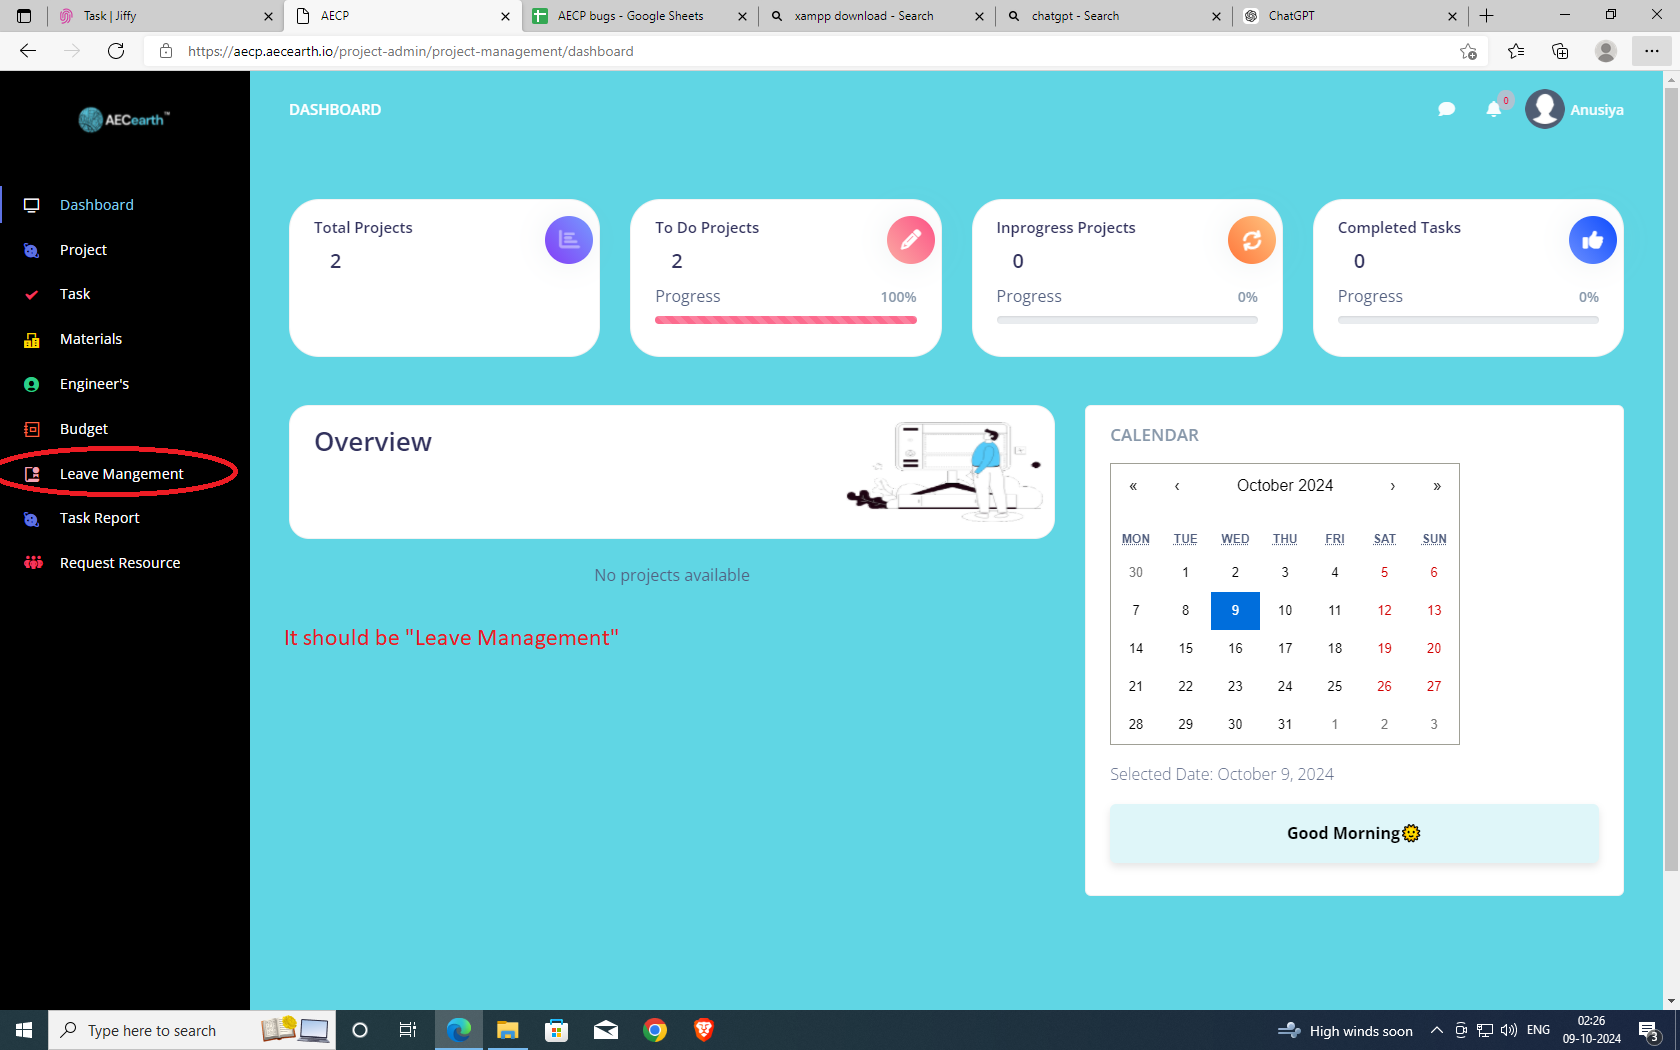 Task | Jiffy
AECP
AECP bugs - Google Sheets
xampp download - Search
chatgpt - Search
ChatGPT
https://aecp.aecearth.io/project-admin/project-management/dashboard
AECearth™
DASHBOARD
0
Anusiya
Dashboard
Project
Task
Materials
Engineer's
Budget
Leave Mangement
Task Report
Request Resource
Total Projects
2
To Do Projects
2
Progress 100%
Inprogress Projects
0
Progress 0%
Completed Tasks
0
Progress 0%
Overview
No projects available
It should be "Leave Management"
CALENDAR
« ‹ October 2024 › »
MON TUE WED THU FRI SAT SUN
30 1 2 3 4 5 6
7 8 9 10 11 12 13
14 15 16 17 18 19 20
21 22 23 24 25 26 27
28 29 30 31 1 2 3
Selected Date: October 9, 2024
Good Morning🌞
Type here to search
High winds soon
ENG
02:26
09-10-2024
3